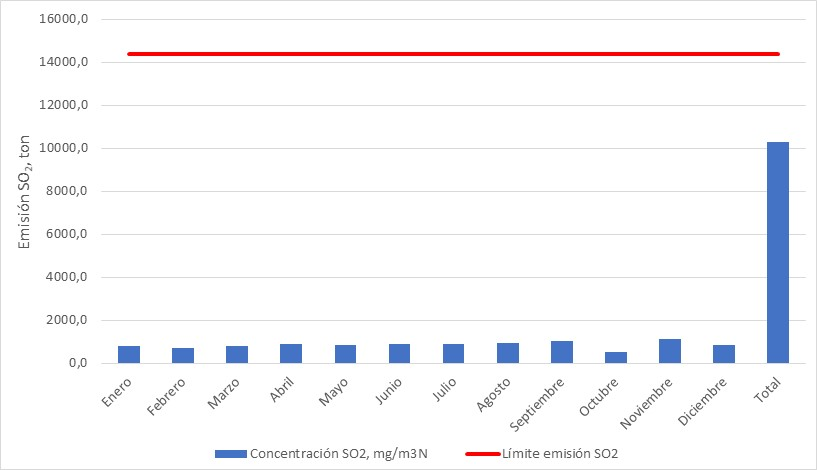 16000,0
14000,0
12000,0
10000,0
8000,0
6000,0
4000,0
2000,0
0,0
Emisión SO2, ton
Enero
Febrero
Marzo
Abril
Mayo
Junio
Julio
Agosto
Septiembre
Octubre
Noviembre
Diciembre
Total
Concentración SO2, mg/m3N
Límite emisión SO2